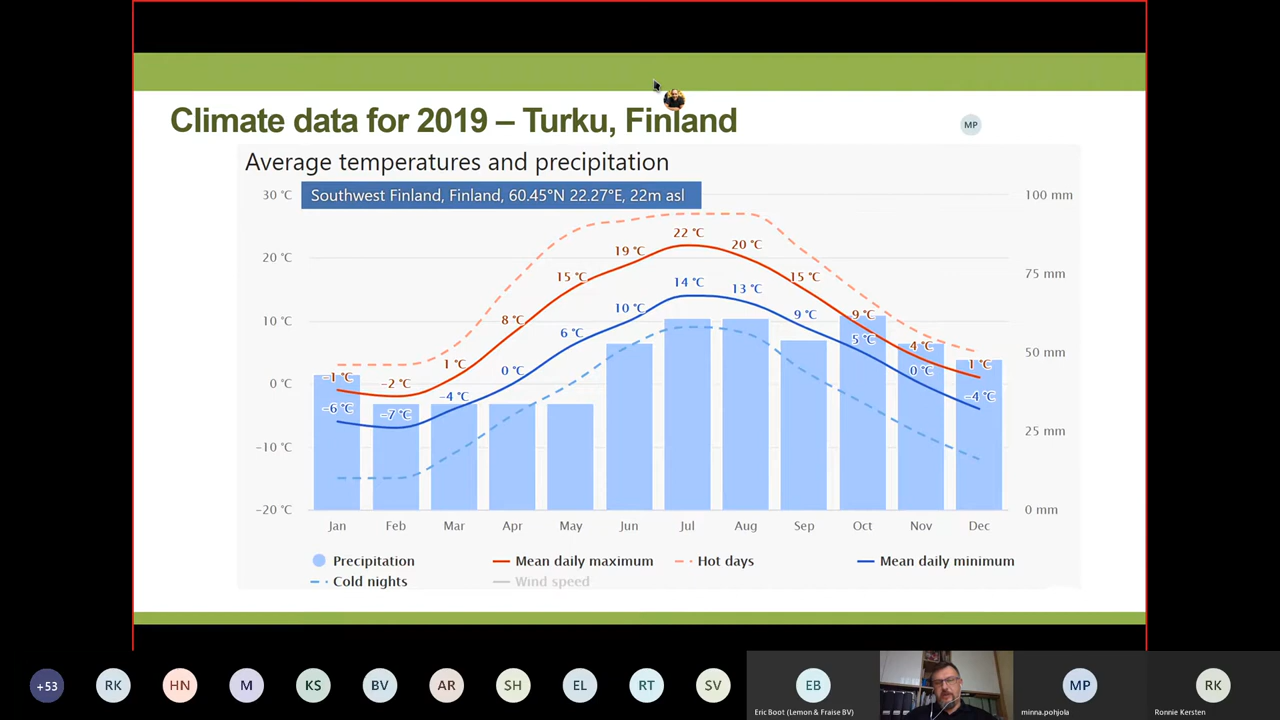 Climate data for 2019 – Turku, Finland
MP
Average temperatures and precipitation
30 °C
Southwest Finland, Finland, 60.45°N 22.27°E, 22m asl
100 mm
22 °C
19 °C
20 °C
20 °C
15 °C
15 °C
75 mm
14 °C
13 °C
10 °C
10 °C
8 °C
6 °C
9 °C
9 °C
5 °C
4 °C
50 mm
0 °C
-1 °C
-2 °C
1 °C
0 °C
0 °C
1 °C
-6 °C
-7 °C
-4 °C
-4 °C
-10 °C
25 mm
-20 °C
0 mm
Jan Feb Mar Apr May Jun Jul Aug Sep Oct Nov Dec
Precipitation Mean daily maximum Hot days Mean daily minimum
Cold nights Wind speed
+53 RK HN M KS BV AR SH EL RT SV EB MP RK
Eric Boot (Lemon & Fraise BV) minna.pohjola Ronnie Kersten